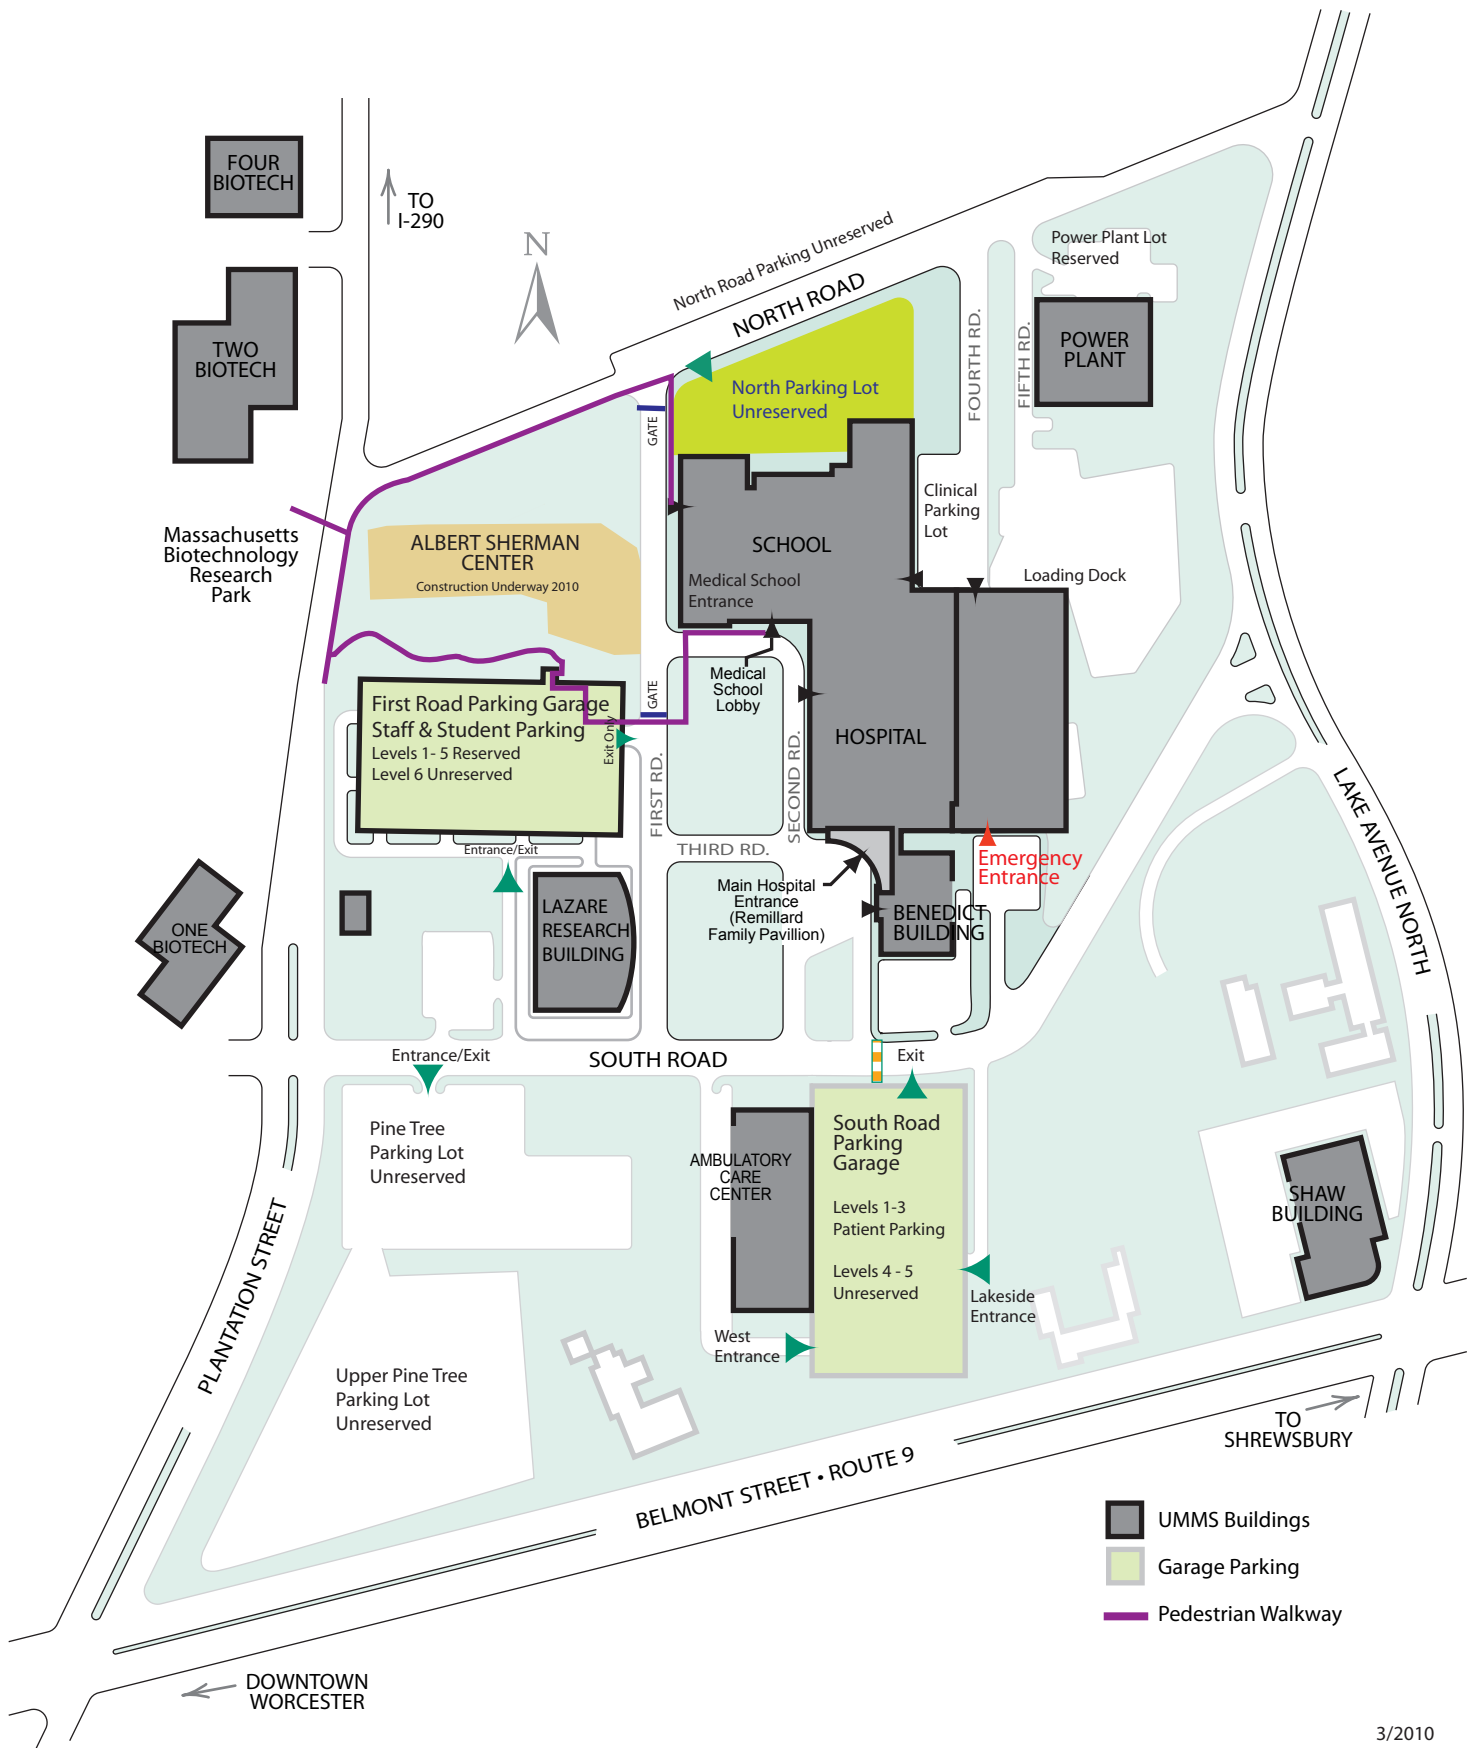 FOUR
BIOTECH
TO
I-290
N
North Road Parking Unreserved
NORTH ROAD
Power Plant Lot
Reserved
TWO
BIOTECH
POWER
PLANT
FOURTH RD.
FIFTH RD.
North Parking Lot
Unreserved
GATE
Clinical
Parking
Lot
Massachusetts
Biotechnology
Research
Park
ALBERT SHERMAN
CENTER
Construction Underway 2010
SCHOOL
Medical School
Entrance
Loading Dock
Medical
School
Lobby
GATE
First Road Parking Garage
Staff & Student Parking
Levels 1- 5 Reserved
Level 6 Unreserved
Exit Only
HOSPITAL
FIRST RD.
SECOND RD.
THIRD RD.
LAKE AVENUE NORTH
Entrance/Exit
Emergency
Entrance
Main Hospital
Entrance
(Remillard
Family Pavillion)
BENEDICT
BUILDING
LAZARE
RESEARCH
BUILDING
ONE
BIOTECH
Entrance/Exit
SOUTH ROAD
Exit
Pine Tree
Parking Lot
Unreserved
South Road
Parking
Garage
Levels 1-3
Patient Parking
Levels 4 - 5
Unreserved
AMBULATORY
CARE
CENTER
SHAW
BUILDING
PLANTATION STREET
Lakeside
Entrance
West
Entrance
Upper Pine Tree
Parking Lot
Unreserved
TO
SHREWSBURY
BELMONT STREET • ROUTE 9
UMMS Buildings
Garage Parking
Pedestrian Walkway
DOWNTOWN
WORCESTER
3/2010